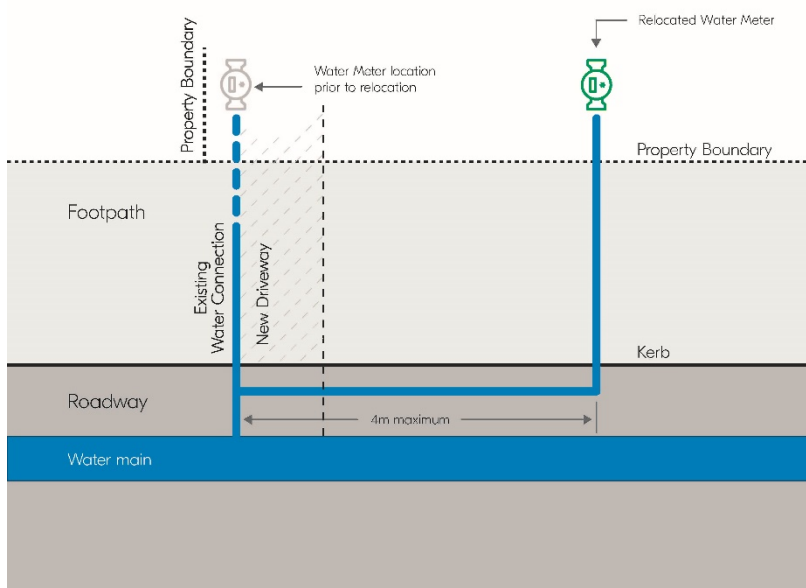 Relocated Water Meter
Property Boundary
Water Meter location
prior to relocation
Property Boundary
Footpath
Existing
Water Connection
New Driveway
Kerb
Roadway
4m maximum
Water main